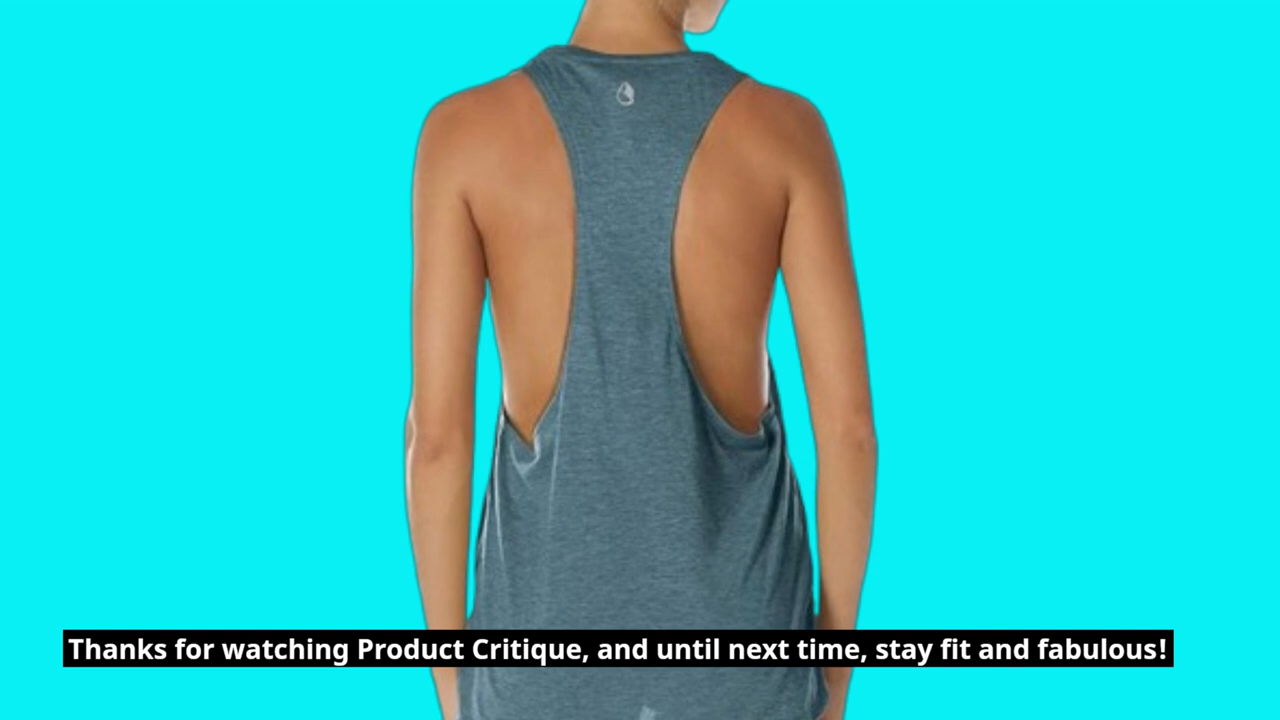 Thanks for watching Product Critique, and until next time, stay fit and fabulous!